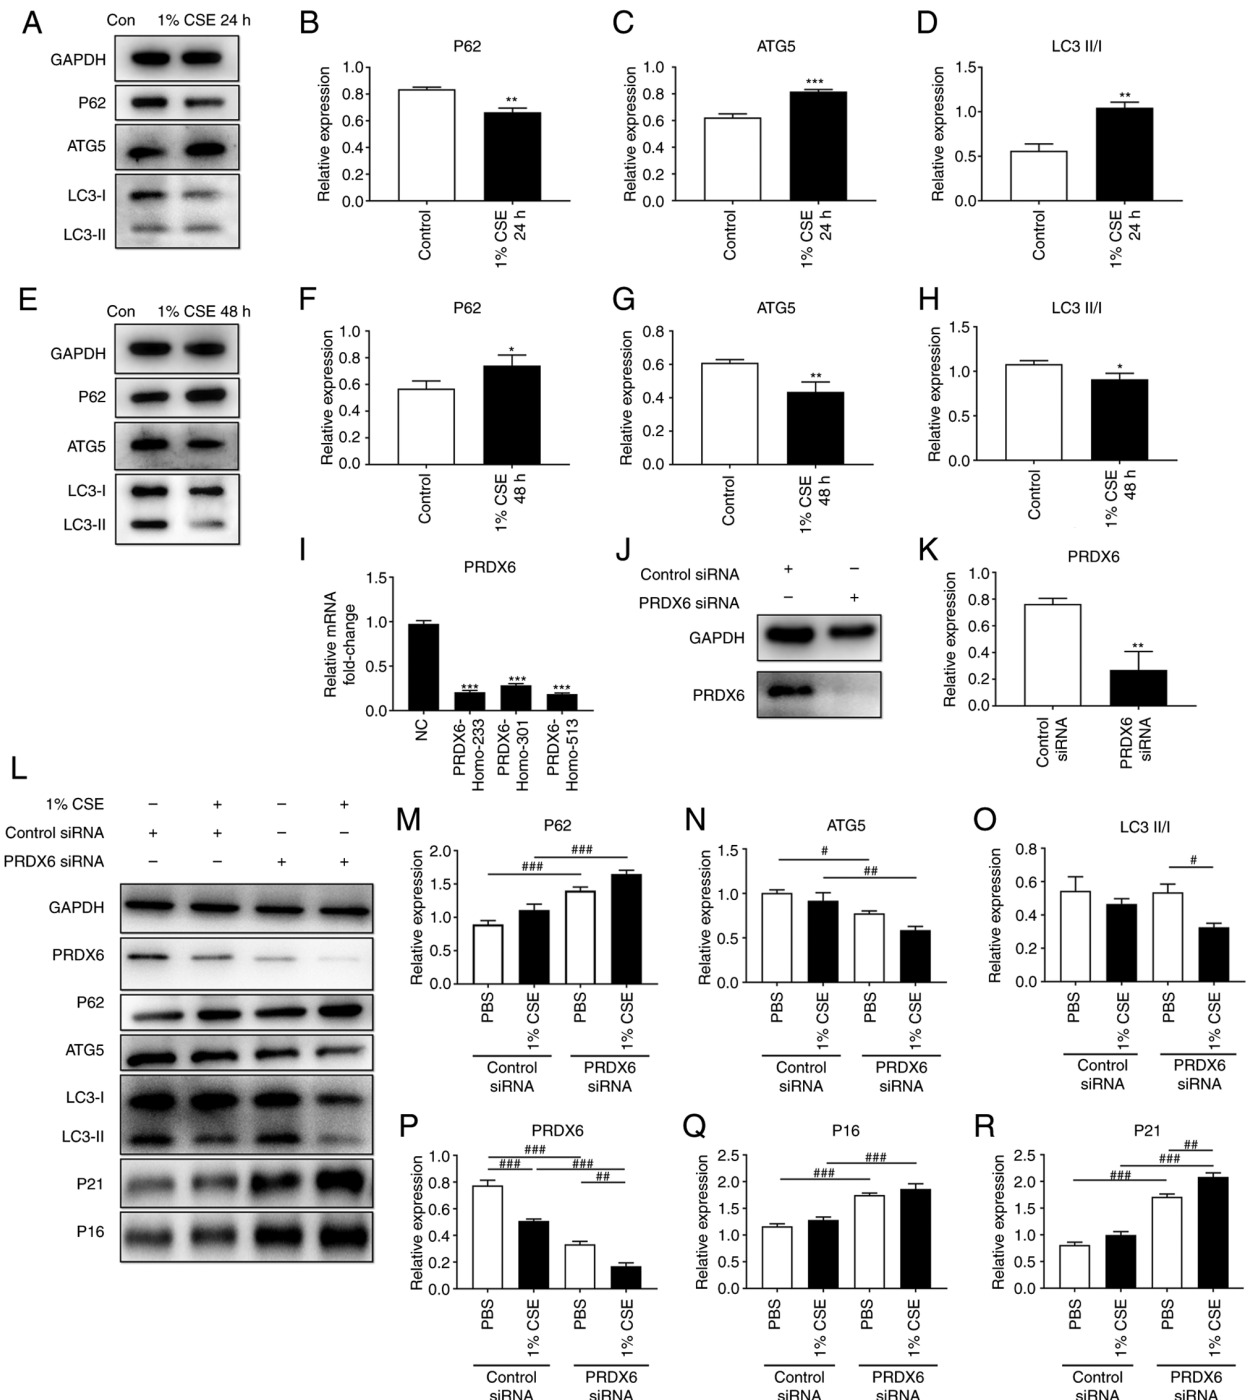 A
Con 1% CSE 24 h
GAPDH
P62
ATG5
LC3-I
LC3-II
B
P62
Relative expression
1.0
0.8
0.6
0.4
0.2
0.0
**
Control
1% CSE
24 h
C
ATG5
Relative expression
1.0
0.8
0.6
0.4
0.2
0.0
***
Control
1% CSE
24 h
D
LC3 II/I
Relative expression
1.5
1.0
0.5
0.0
**
Control
1% CSE
24 h
E
Con 1% CSE 48 h
GAPDH
P62
ATG5
LC3-I
LC3-II
F
P62
Relative expression
1.0
0.8
0.6
0.4
0.2
0.0
*
Control
1% CSE
48 h
G
ATG5
Relative expression
0.8
0.6
0.4
0.2
0.0
**
Control
1% CSE
48 h
H
LC3 II/I
Relative expression
1.5
1.0
0.5
0.0
*
Control
1% CSE
48 h
I
PRDX6
Relative mRNA
fold-change
1.5
1.0
0.5
0.0
*** *** ***
NC
PRDX6-
Homo-233
PRDX6-
Homo-301
PRDX6-
Homo-513
J
Control siRNA + –
PRDX6 siRNA – +
GAPDH
PRDX6
K
PRDX6
Relative expression
1.0
0.8
0.6
0.4
0.2
0.0
**
Control
siRNA
PRDX6
siRNA
L
1% CSE – + – +
Control siRNA + + – –
PRDX6 siRNA – – + +
GAPDH
PRDX6
P62
ATG5
LC3-I
LC3-II
P21
P16
M
P62
Relative expression
2.0
1.5
1.0
0.5
0.0
###
###
PBS
1% CSE
PBS
1% CSE
Control
siRNA
PRDX6
siRNA
N
ATG5
Relative expression
1.5
1.0
0.5
0.0
#
##
PBS
1% CSE
PBS
1% CSE
Control
siRNA
PRDX6
siRNA
O
LC3 II/I
Relative expression
0.8
0.6
0.4
0.2
0.0
#
PBS
1% CSE
PBS
1% CSE
Control
siRNA
PRDX6
siRNA
P
PRDX6
Relative expression
1.0
0.8
0.6
0.4
0.2
0.0
###
### ###
##
PBS
1% CSE
PBS
1% CSE
Control
siRNA
PRDX6
siRNA
Q
P16
Relative expression
2.5
2.0
1.5
1.0
0.5
0.0
###
###
PBS
1% CSE
PBS
1% CSE
Control
siRNA
PRDX6
siRNA
R
P21
Relative expression
2.5
2.0
1.5
1.0
0.5
0.0
##
###
###
PBS
1% CSE
PBS
1% CSE
Control
siRNA
PRDX6
siRNA